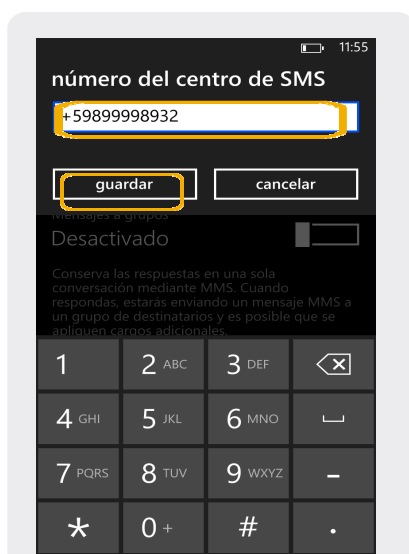 11:55
número del centro de SMS
+59899998932
guardar cancelar
Mensajes a grupos
Desactivado
Conserva las respuestas en una sola
conversación mediante MMS. Cuando
respondas, estarás enviando un mensaje MMS a
un grupo de destinatarios y es posible que se
apliquen cargos adicionales.
1 2 ABC 3 DEF
4 GHI 5 JKL 6 MNO
7 PQRS 8 TUV 9 WXYZ -
* 0 + # .